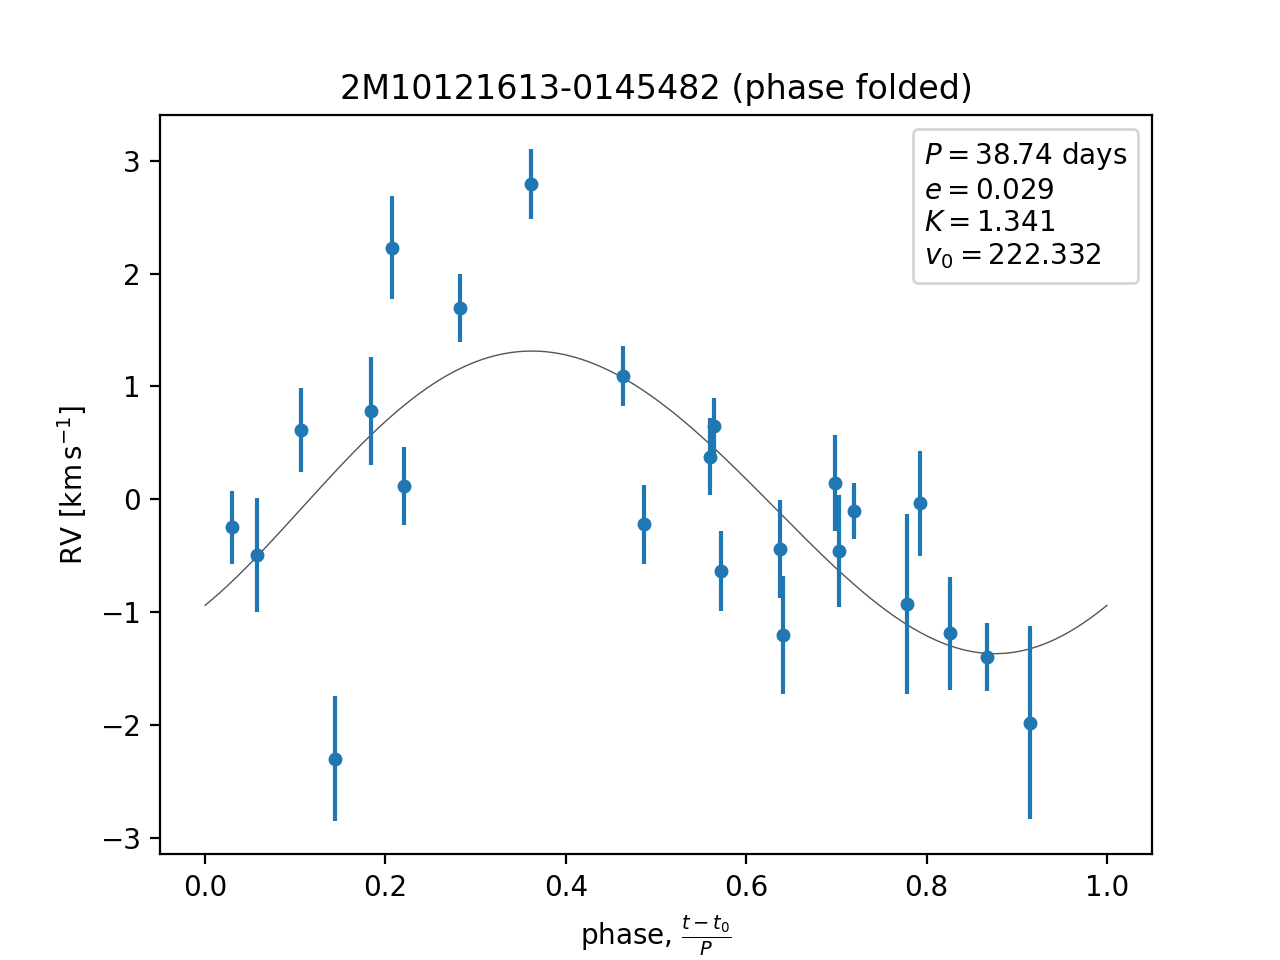 2M10121613-0145482 (phase folded)
P = 38.74 days
e = 0.029
K = 1.341
v₀ = 222.332
3
2
1
0
−1
−2
−3
RV [km s⁻¹]
0.0 0.2 0.4 0.6 0.8 1.0
phase, (t − t₀)/P